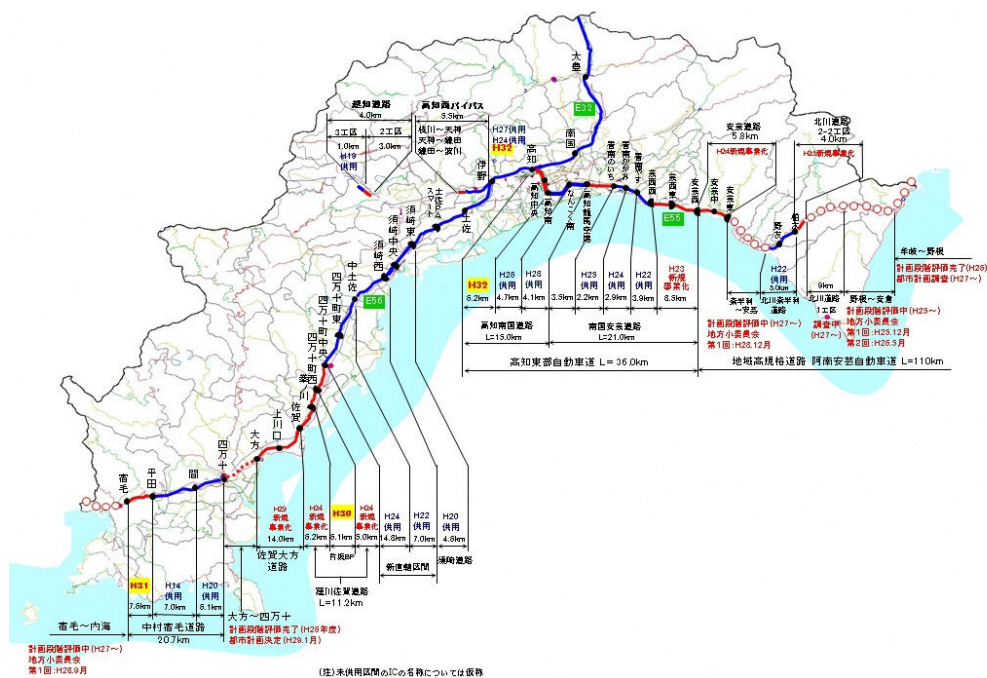 大豊
E32
越知道路
4.0km
高知西バイパス
9.5km
3工区
1.0km
H19
供用
2工区
3.0km
枝川～天神
天神～鎌田
鎌田～波川
H27供用
H24供用
H32
高知
南国
伊野
土佐
土佐PA
スマート
須崎東
須崎中央
須崎西
中土佐
四万十町東
四万十町中央
四万十町西
佐賀
上川口
大方
四万十
間
平田
宿毛
E56
高知中央
高知南
なんこく南
高知龍馬空港
香南のいち
香南かがみ
香南やす
芸西西
芸西東
安芸西
安芸中
安芸東
E55
安芸道路
5.8km
H24新規事業化
北川道路
2-2工区
4.0km
H23新規事業化
野友
柏木
牟岐～野根
計画段階評価完了(H26)
都市計画調査(H27～)
H32
6.2km
H26
供用
4.7km
H28
供用
4.1km
3.5km
H25
供用
2.2km
H24
供用
2.9km
H22
供用
3.9km
H23
新規
事業化
8.5km
高知南国道路
L=15.0km
南国安芸道路
L=21.0km
高知東部自動車道 L= 36.0km
奈半利
～安芸
計画段階評価中(H27～)
地方小委員会
第1回:H26.12月
H22
供用
5.0km
北川奈半利
道路
9km
北川道路
1工区
調査中
(H27～)
野根～安倉
計画段階評価中(H25～)
地方小委員会
第1回:H25.12月
第2回:H26.5月
地域高規格道路 阿南安芸自動車道 L=110km
H29
新規
事業化
14.0km
H24
新規
事業化
6.2km
H30
6.1km
H24
新規
事業化
5.0km
H24
供用
14.8km
H22
供用
7.0km
H20
供用
4.6km
佐賀大方
道路
片坂BP
窪川佐賀道路
L=11.2km
新直轄区間
須崎道路
H31
7.6km
H14
供用
7.0km
H20
供用
6.1km
中村宿毛道路
20.7km
大方～四万十
計画段階評価完了(H26年度)
都市計画決定(H29.1月)
宿毛～内海
計画段階評価中(H27～)
地方小委員会
第1回:H26.9月
(注)未供用区間のICの名称については仮称